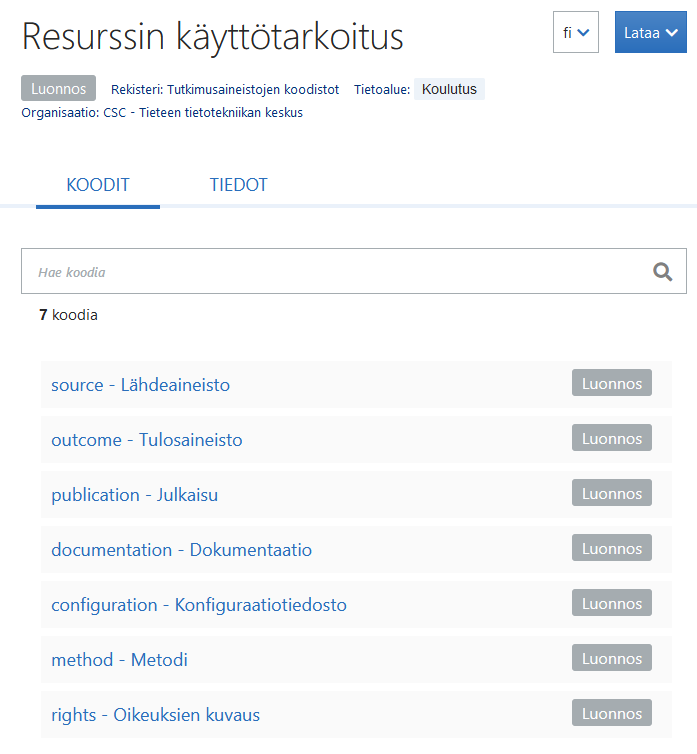 Resurssin käyttötarkoitus
fi
Lataa
Luonnos Rekisteri: Tutkimusaineistojen koodistot Tietoalue: Koulutus
Organisaatio: CSC - Tieteen tietotekniikan keskus
KOODIT TIEDOT
Hae koodia
7 koodia
source - Lähdeaineisto Luonnos
outcome - Tulosaineisto Luonnos
publication - Julkaisu Luonnos
documentation - Dokumentaatio Luonnos
configuration - Konfiguraatiotiedosto Luonnos
method - Metodi Luonnos
rights - Oikeuksien kuvaus Luonnos